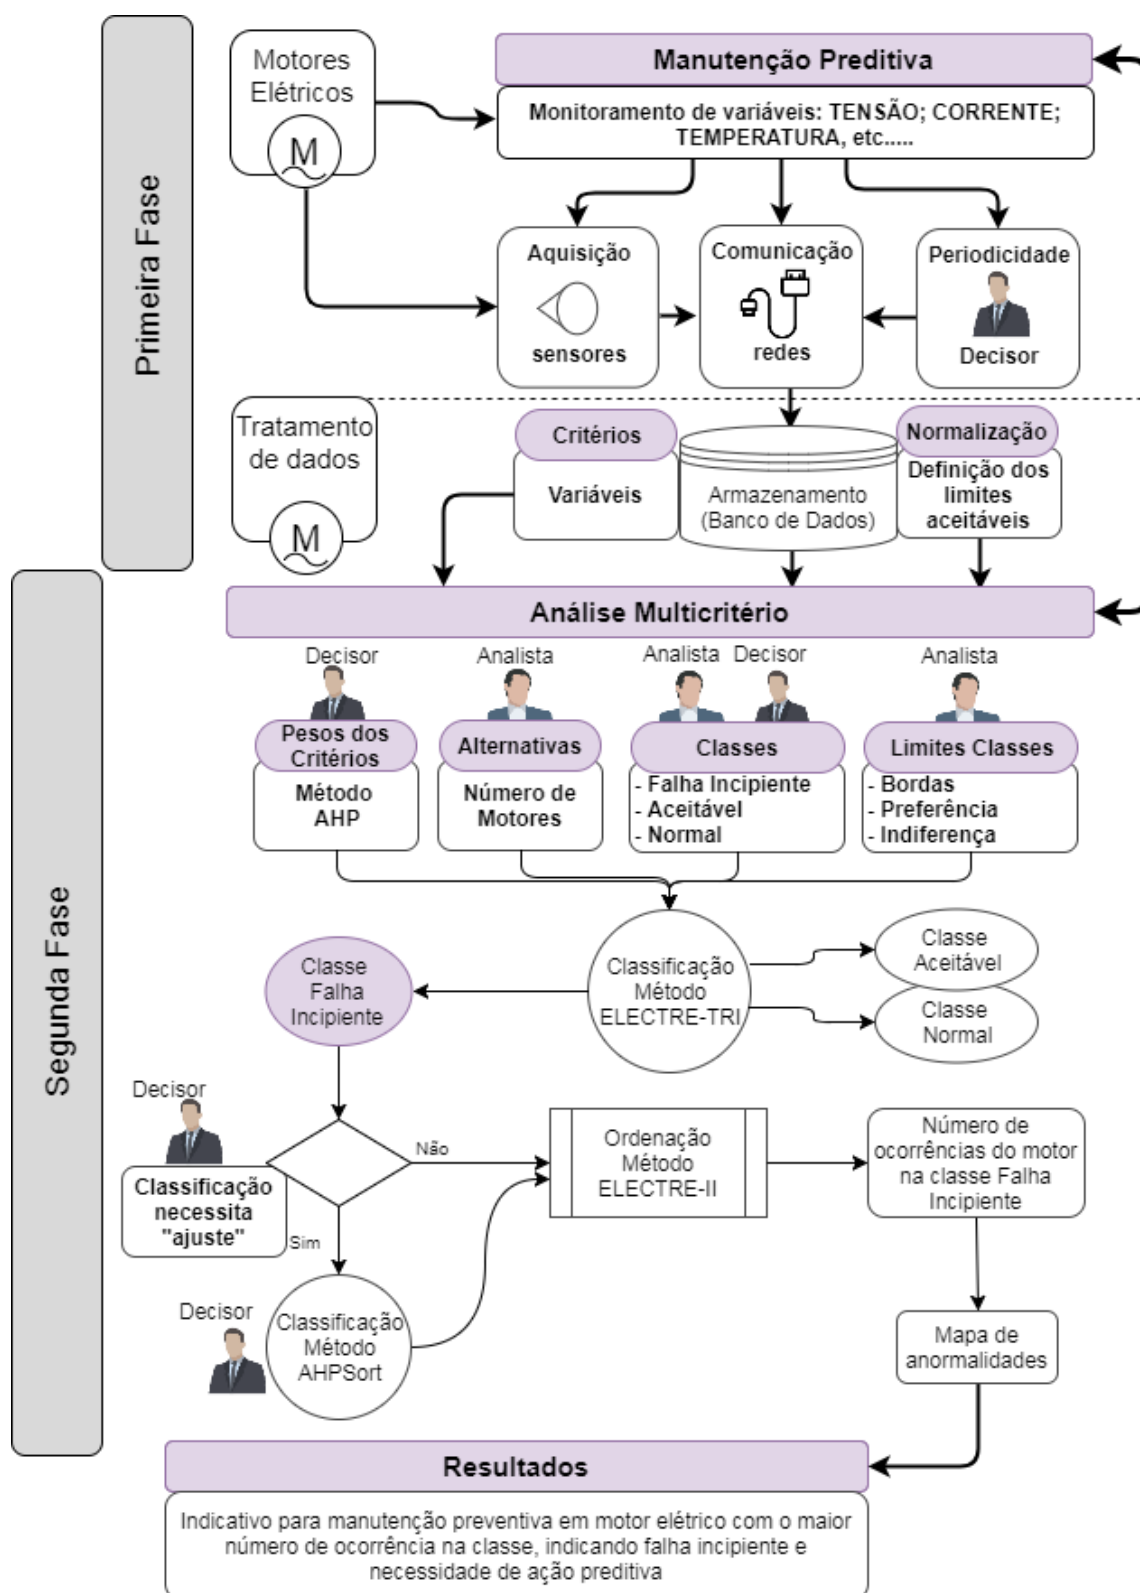 Primeira Fase
Motores
Elétricos
M
Manutenção Preditiva
Monitoramento de variáveis: TENSÃO; CORRENTE;
TEMPERATURA, etc.....
Aquisição
sensores
Comunicação
redes
Periodicidade
Decisor
Tratamento
de dados
M
Critérios
Variáveis
Armazenamento
(Banco de Dados)
Normalização
Definição dos
limites
aceitáveis
Segunda Fase
Análise Multicritério
Decisor
Pesos dos
Critérios
Método
AHP
Analista
Alternativas
Número de
Motores
Analista Decisor
Classes
- Falha Incipiente
- Aceitável
- Normal
Analista
Limites Classes
- Bordas
- Preferência
- Indiferença
Classificação
Método
ELECTRE-TRI
Classe
Aceitável
Classe
Normal
Classe
Falha
Incipiente
Decisor
Classificação
necessita
"ajuste"
Não
Sim
Decisor
Classificação
Método
AHPSort
Ordenação
Método
ELECTRE-II
Número de
ocorrências do motor
na classe Falha
Incipiente
Mapa de
anormalidades
Resultados
Indicativo para manutenção preventiva em motor elétrico com o maior
número de ocorrência na classe, indicando falha incipiente e
necessidade de ação preditiva